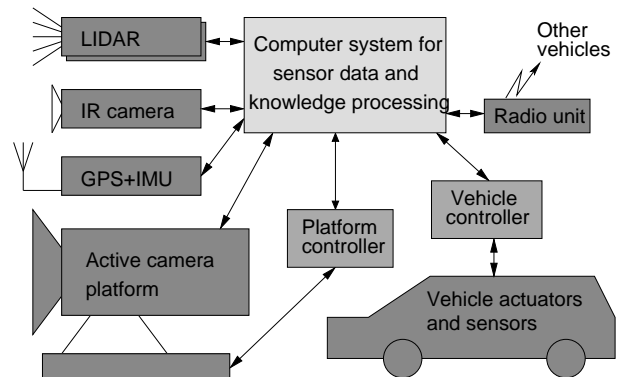 LIDAR
Computer system for
sensor data and
knowledge processing
Other
vehicles
IR camera
Radio unit
GPS+IMU
Vehicle
controller
Platform
controller
Active camera
platform
Vehicle actuators
and sensors